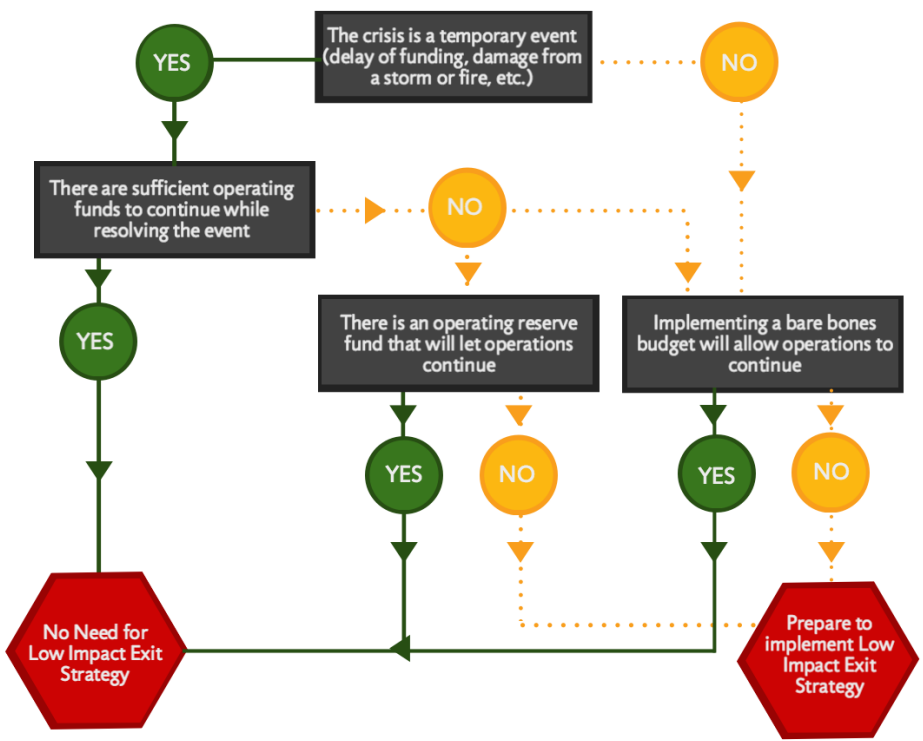 YES
The crisis is a temporary event
(delay of funding, damage from
a storm or fire, etc.)
NO
There are sufficient operating
funds to continue while
resolving the event
NO
YES
There is an operating reserve
fund that will let operations
continue
Implementing a bare bones
budget will allow operations to
continue
YES
NO
YES
NO
No Need for
Low Impact Exit
Strategy
Prepare to
implement Low
Impact Exit
Strategy